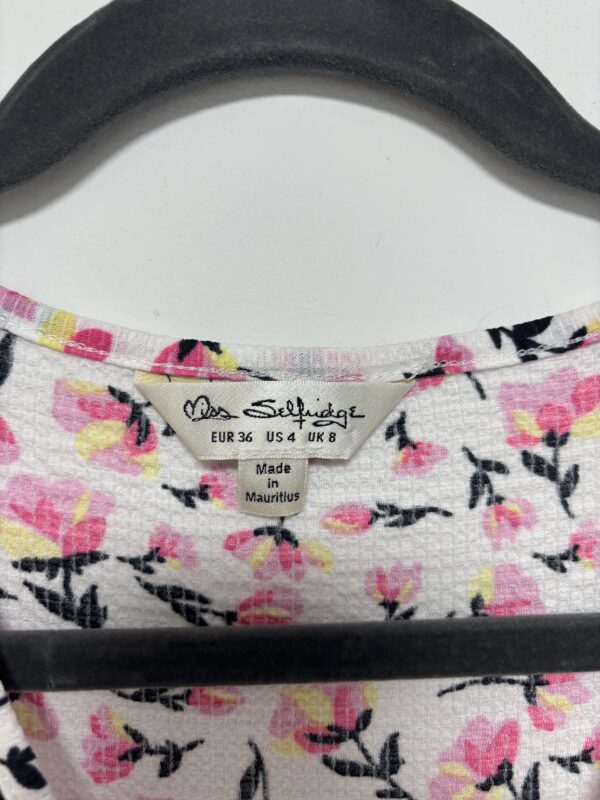 Miss Selfridge
EUR 36 US 4 UK 8
Made
in
Mauritius